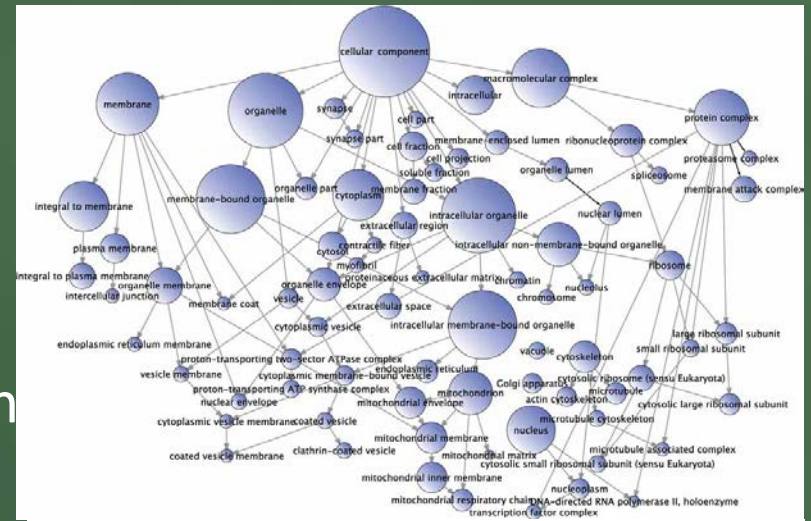 cellular component
macromolecular complex
intracellular
membrane
organelle
synapse
cell part
protein complex
synapse part
cell fraction
membrane-enclosed lumen
ribonucleoprotein complex
cell projection
proteasome complex
soluble fraction
organelle lumen
spliceosome
organelle part
membrane fraction
membrane attack complex
membrane-bound organelle
cytoplasm
integral to membrane
intracellular organelle
nuclear lumen
extracellular region
plasma membrane
cytosol
contractile fiber
intracellular non-membrane-bound organelle
myofibril
ribosome
integral to plasma membrane
organelle membrane
organelle envelope
proteinaceous extracellular matrix
chromatin
nucleolus
intercellular junction
membrane coat
vesicle
chromosome
extracellular space
cytoplasmic vesicle
intracellular membrane-bound organelle
large ribosomal subunit
endoplasmic reticulum membrane
small ribosomal subunit
vacuole
cytoskeleton
proton-transporting two-sector ATPase complex
endoplasmic reticulum
vesicle membrane
cytoplasmic membrane-bound vesicle
cytosolic ribosome (sensu Eukaryota)
Golgi apparatus
proton-transporting ATP synthase complex
mitochondrion
microtubule
n
nuclear envelope
mitochondrial envelope
actin cytoskeleton
cytosolic large ribosomal subunit
cytoplasmic vesicle membrane
coated vesicle
microtubule cytoskeleton
nucleus
mitochondrial membrane
coated vesicle membrane
clathrin-coated vesicle
mitochondrial matrix
microtubule associated complex
cytosolic small ribosomal subunit (sensu Eukaryota)
mitochondrial inner membrane
nucleoplasm
mitochondrial respiratory chain
DNA-directed RNA polymerase II, holoenzyme
transcription factor complex